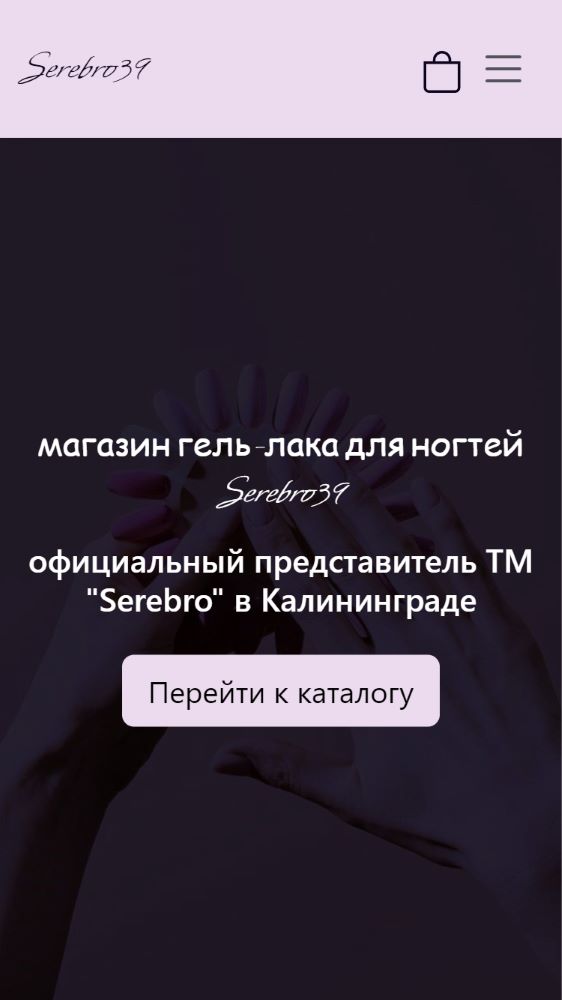 Serebro39
магазин гель-лака для ногтей
Serebro39
официальный представитель ТМ
"Serebro" в Калининграде
Перейти к каталогу